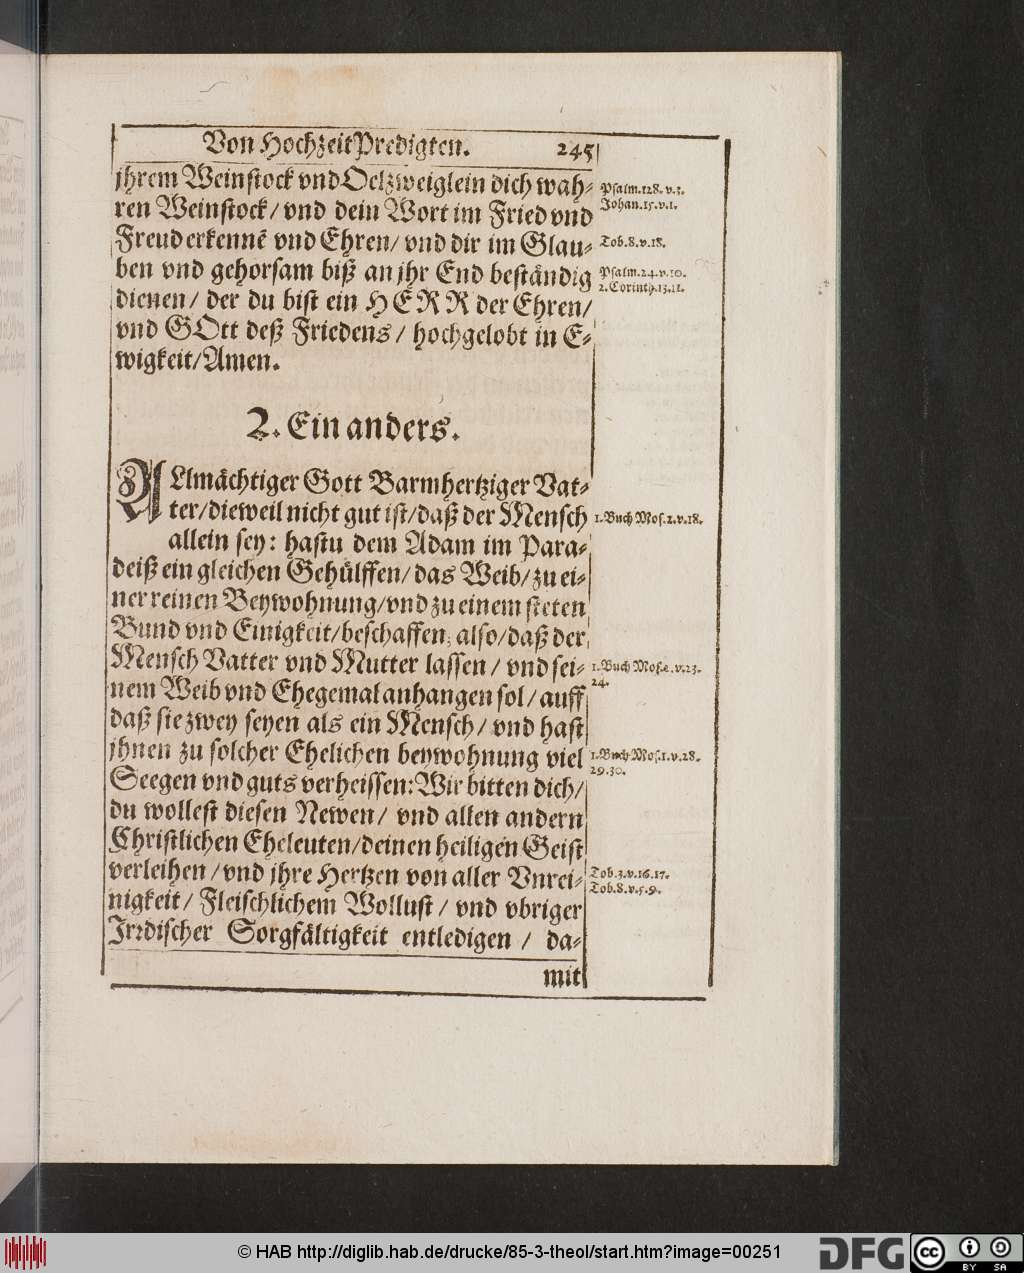 Von HochzeitPredigten. 245
jhrem Weinstock vnd Oelzweiglein dich wah-
Psalm.128.v.3.
ren Weinstock/ vnd dein Wort im Fried vnd
Johan.15.v.1.
Freud erkennē vnd Ehren/ vnd dir im Glau-
Tob.8.v.18.
ben vnd gehorsam biß an jhr End beständig
Psalm.24.v.10.
2.Corinth.13.11.
dienen/ der du bist ein HERR der Ehren/
vnd GOtt deß Friedens/ hochgelobt in E-
wigkeit/Amen.
2. Ein anders.
ALlmächtiger Gott Barmhertziger Vat-
ter/dieweil nicht gut ist/daß der Mensch
1.Buch Mos.2.v.18.
allein sey: hastu dem Adam im Para-
deiß ein gleichen Gehülffen/das Weib/zu ei-
ner reinen Beywohnung/vnd zu einem steten
Bund vnd Einigkeit/beschaffen, also/daß der
Mensch Vatter vnd Mutter lassen/ vnd sei-
1.Buch Mos.2.v.23.
24.
nem Weib vnd Ehegemal anhangen sol/ auff
daß sie zwey seyen als ein Mensch/ vnd hast
jhnen zu solcher Ehelichen beywohnung viel
1.Buch Mos.1.v.28.
29.30.
Seegen vnd guts verheissen: Wir bitten dich/
du wollest diesen Newen/ vnd allen andern
Christlichen Eheleuten/deinen heiligen Geist
verleihen/vnd jhre Hertzen von aller Vnrei-
Tob.3.v.16.17.
Tob.8.v.5.9.
nigkeit/ Fleischlichem Wollust/ vnd vbriger
Jrrdischer Sorgfältigkeit entledigen/ da-
mit
© HAB http://diglib.hab.de/drucke/85-3-theol/start.htm?image=00251
DFG
cc BY SA